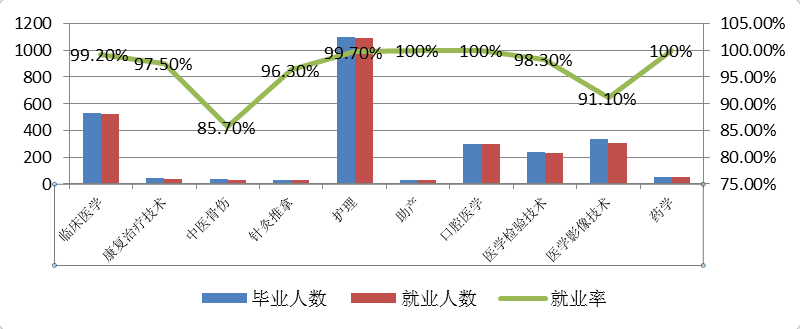 1200
1000
800
600
400
200
0
105.00%
100.00%
95.00%
90.00%
85.00%
80.00%
75.00%
99.20%
97.50%
85.70%
96.30%
99.70%
100%
100%
98.30%
91.10%
100%
临床医学
康复治疗技术
中医骨伤
针灸推拿
护理
助产
口腔医学
医学检验技术
医学影像技术
药学
毕业人数 就业人数 就业率